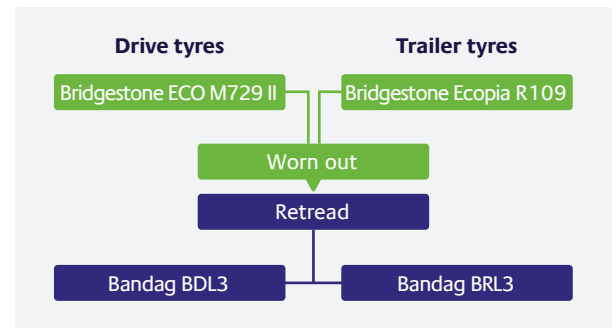 Drive tyres
Trailer tyres
Bridgestone ECO M729 II
Bridgestone Ecopia R109
Worn out
Retread
Bandag BDL3
Bandag BRL3